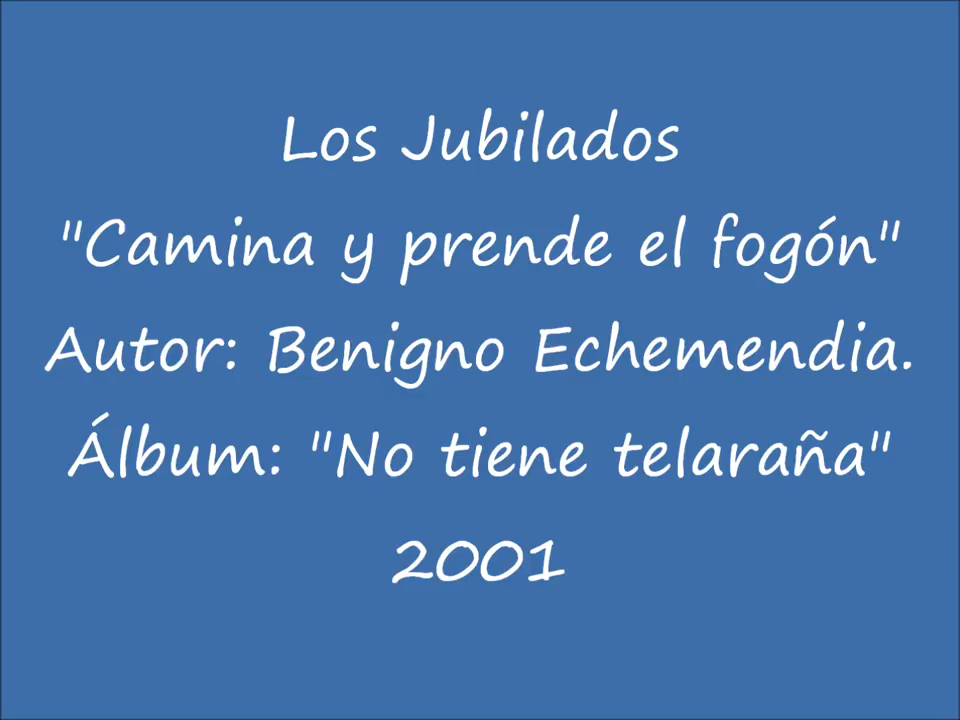 Los Jubilados
"Camina y prende el fogón"
Autor: Benigno Echemendia.
Álbum: "No tiene telaraña"
2001